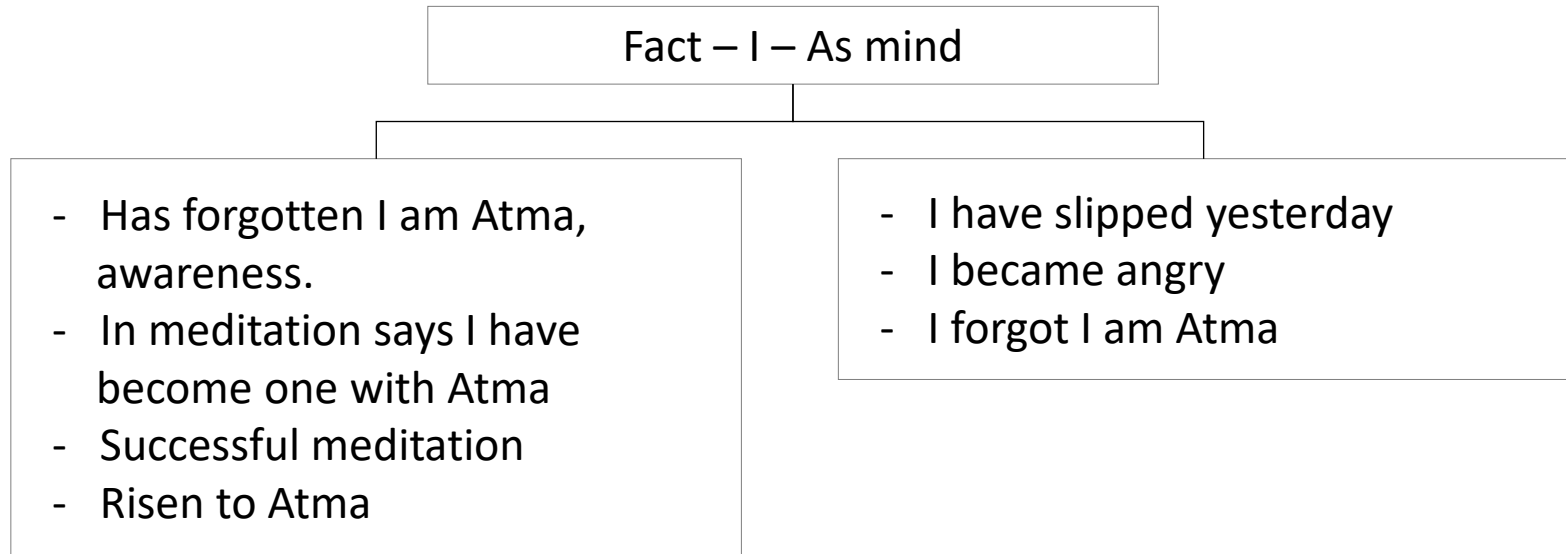 Fact – I – As mind
- Has forgotten I am Atma,
awareness.
- In meditation says I have
become one with Atma
- Successful meditation
- Risen to Atma
- I have slipped yesterday
- I became angry
- I forgot I am Atma